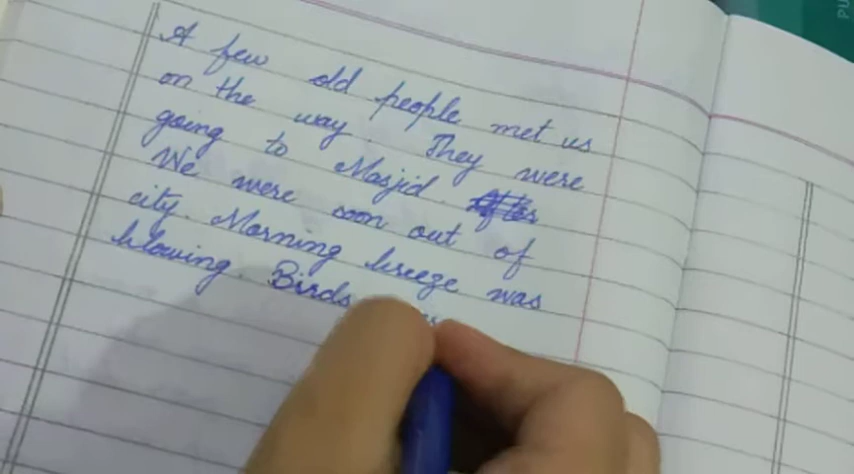 A few old people met us
on the way. They were
going to Masjid.
We were soon out of
city. Morning breeze was
blowing. Birds
PU